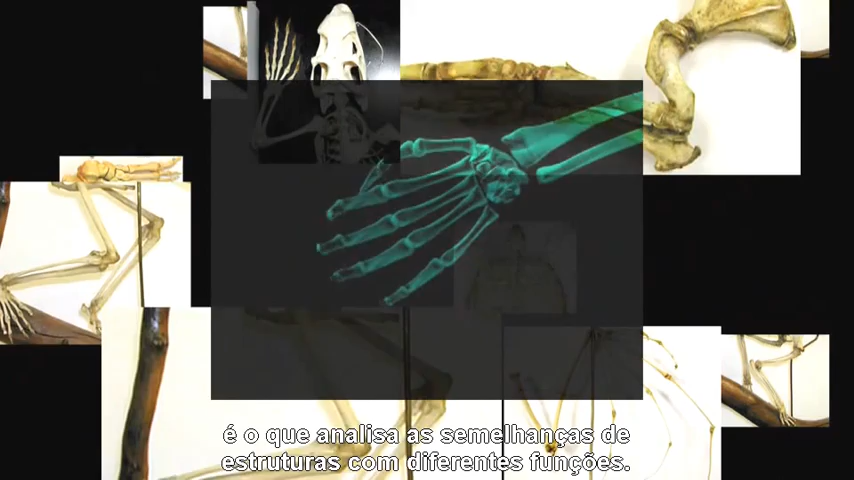 é o que analisa as semelhanças de
estruturas com diferentes funções.